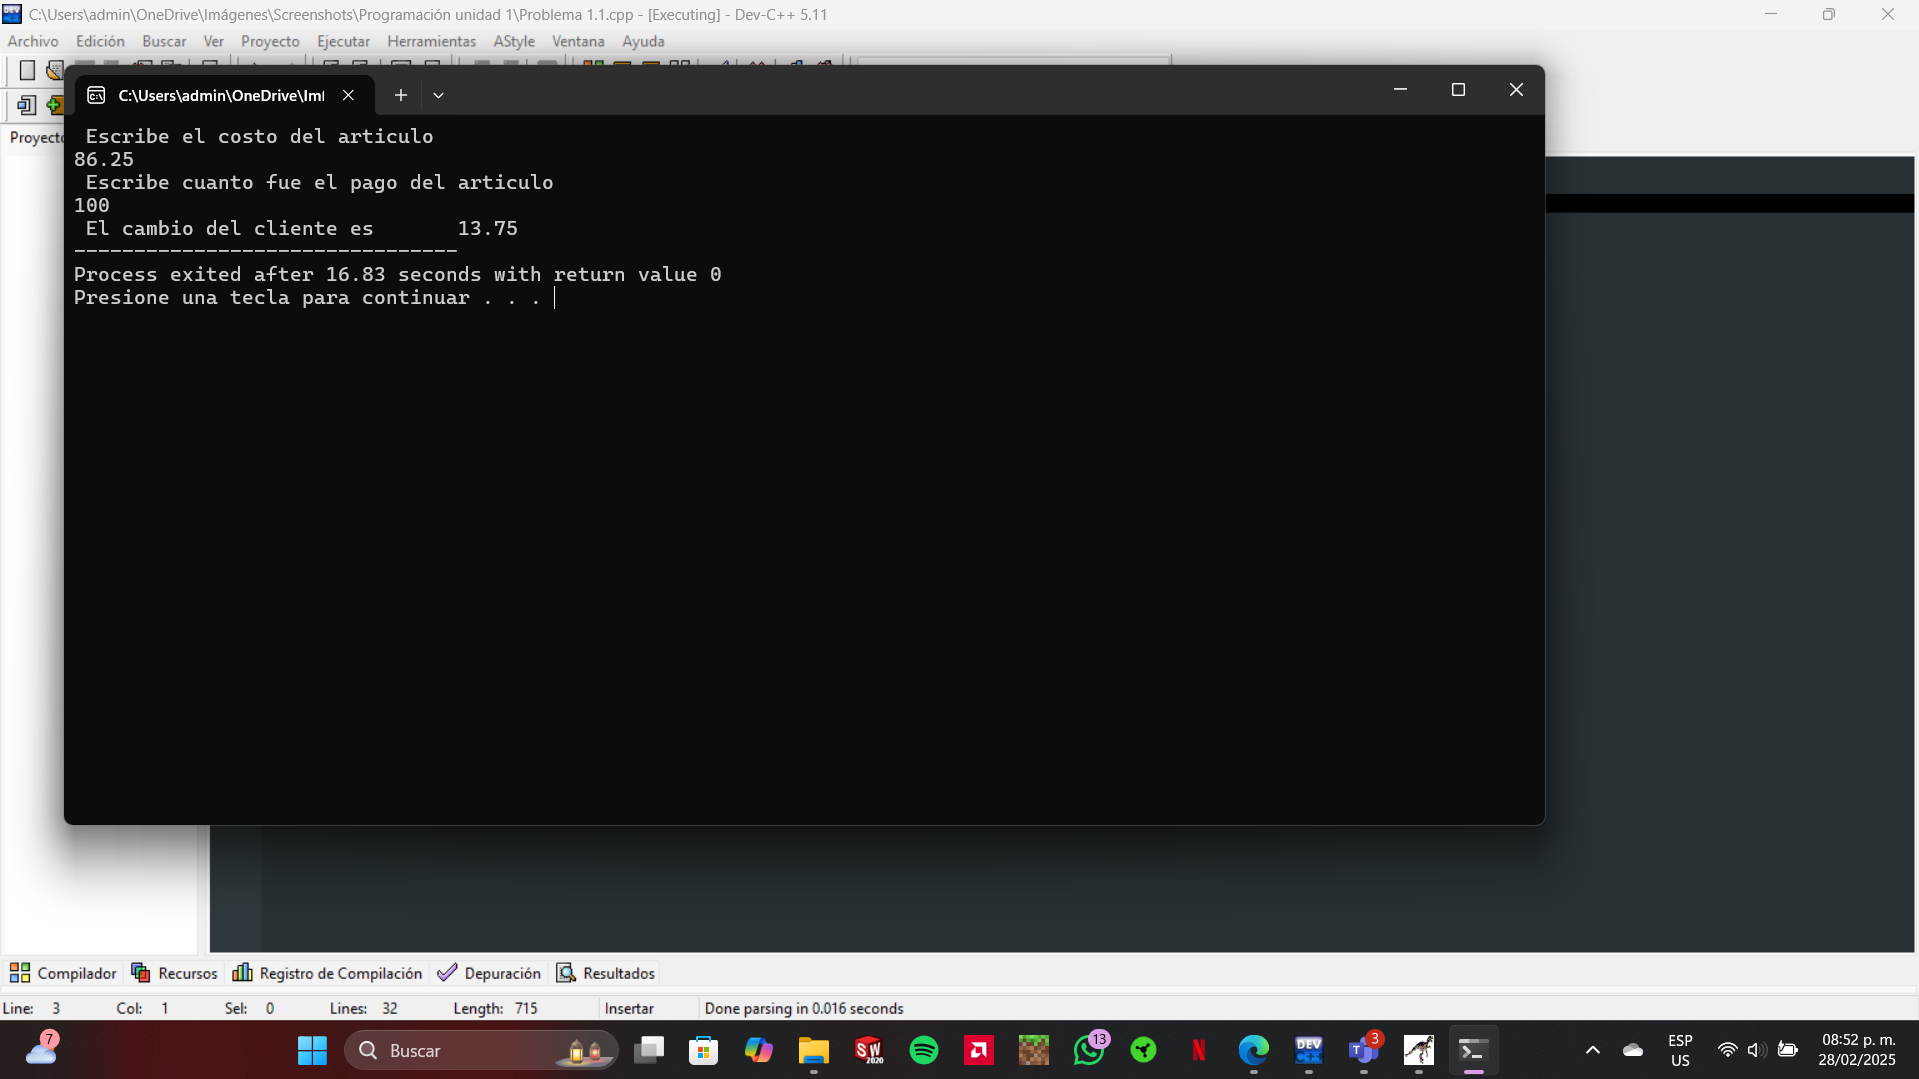 C:\Users\admin\OneDrive\Imágenes\Screenshots\Programación unidad 1\Problema 1.1.cpp - [Executing] - Dev-C++ 5.11
Archivo Edición Buscar Ver Proyecto Ejecutar Herramientas AStyle Ventana Ayuda
C:\Users\admin\OneDrive\Im
Proyecto
Escribe el costo del articulo
86.25
Escribe cuanto fue el pago del articulo
100
El cambio del cliente es 13.75
--------------------------------
Process exited after 16.83 seconds with return value 0
Presione una tecla para continuar . . .
Compilador Recursos Registro de Compilación Depuración Resultados
Line: 3 Col: 1 Sel: 0 Lines: 32 Length: 715 Insertar Done parsing in 0.016 seconds
7 Buscar SW 2020 13 N DEV 3 ESP 08:52 p. m.
US 28/02/2025